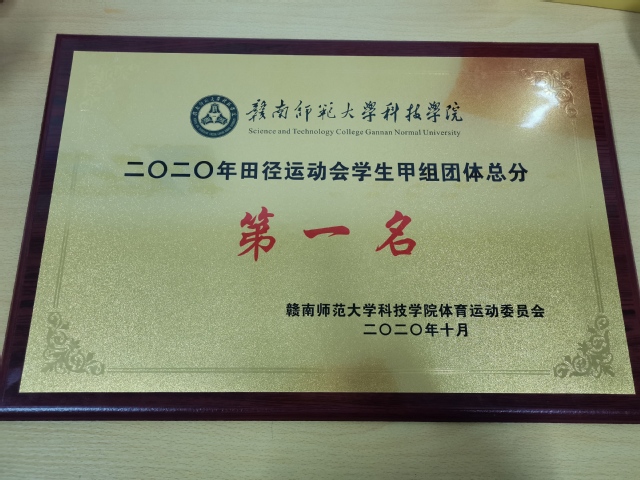 赣南师范大学科技学院
Science and Technology College Gannan Normal University
二〇二〇年田径运动会学生甲组团体总分
第一名
赣南师范大学科技学院体育运动委员会
二〇二〇年十月